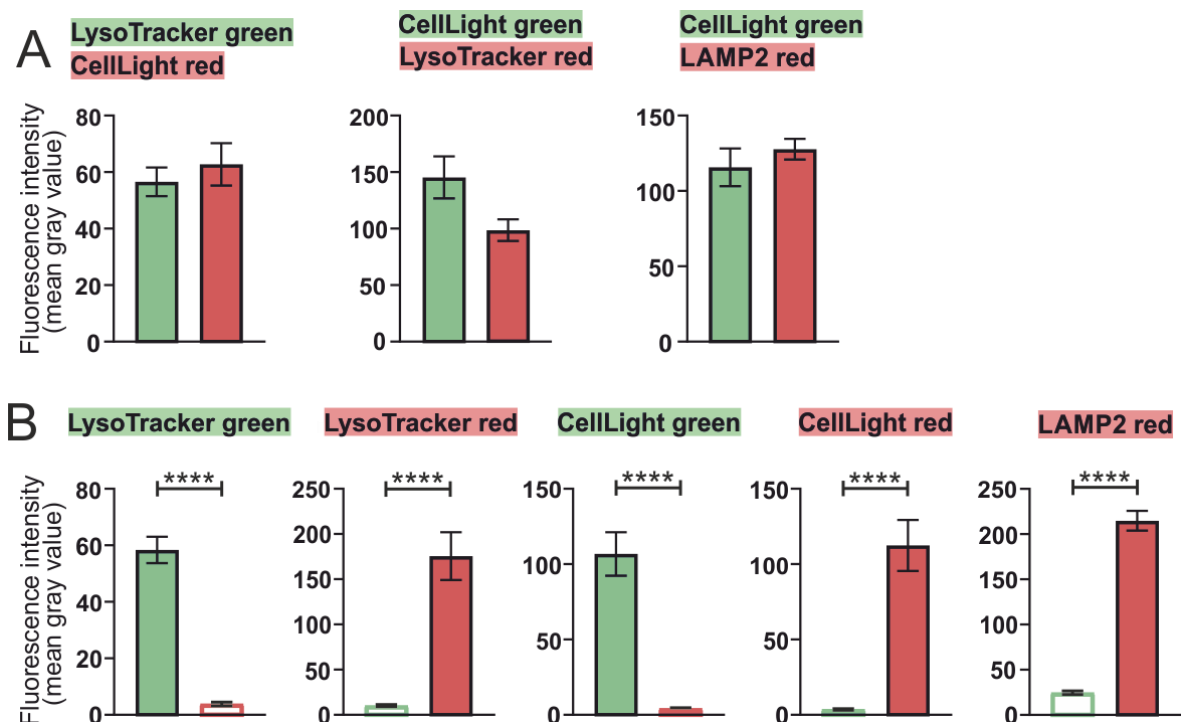 A
LysoTracker green
CellLight red
CellLight green
LysoTracker red
CellLight green
LAMP2 red
Fluorescence intensity
(mean gray value)
80
60
40
20
0
200
150
100
50
0
150
100
50
0
B
LysoTracker green
LysoTracker red
CellLight green
CellLight red
LAMP2 red
Fluorescence intensity
(mean gray value)
****
80
60
40
20
0
****
250
200
150
100
50
0
****
150
100
50
0
****
150
100
50
0
****
250
200
150
100
50
0